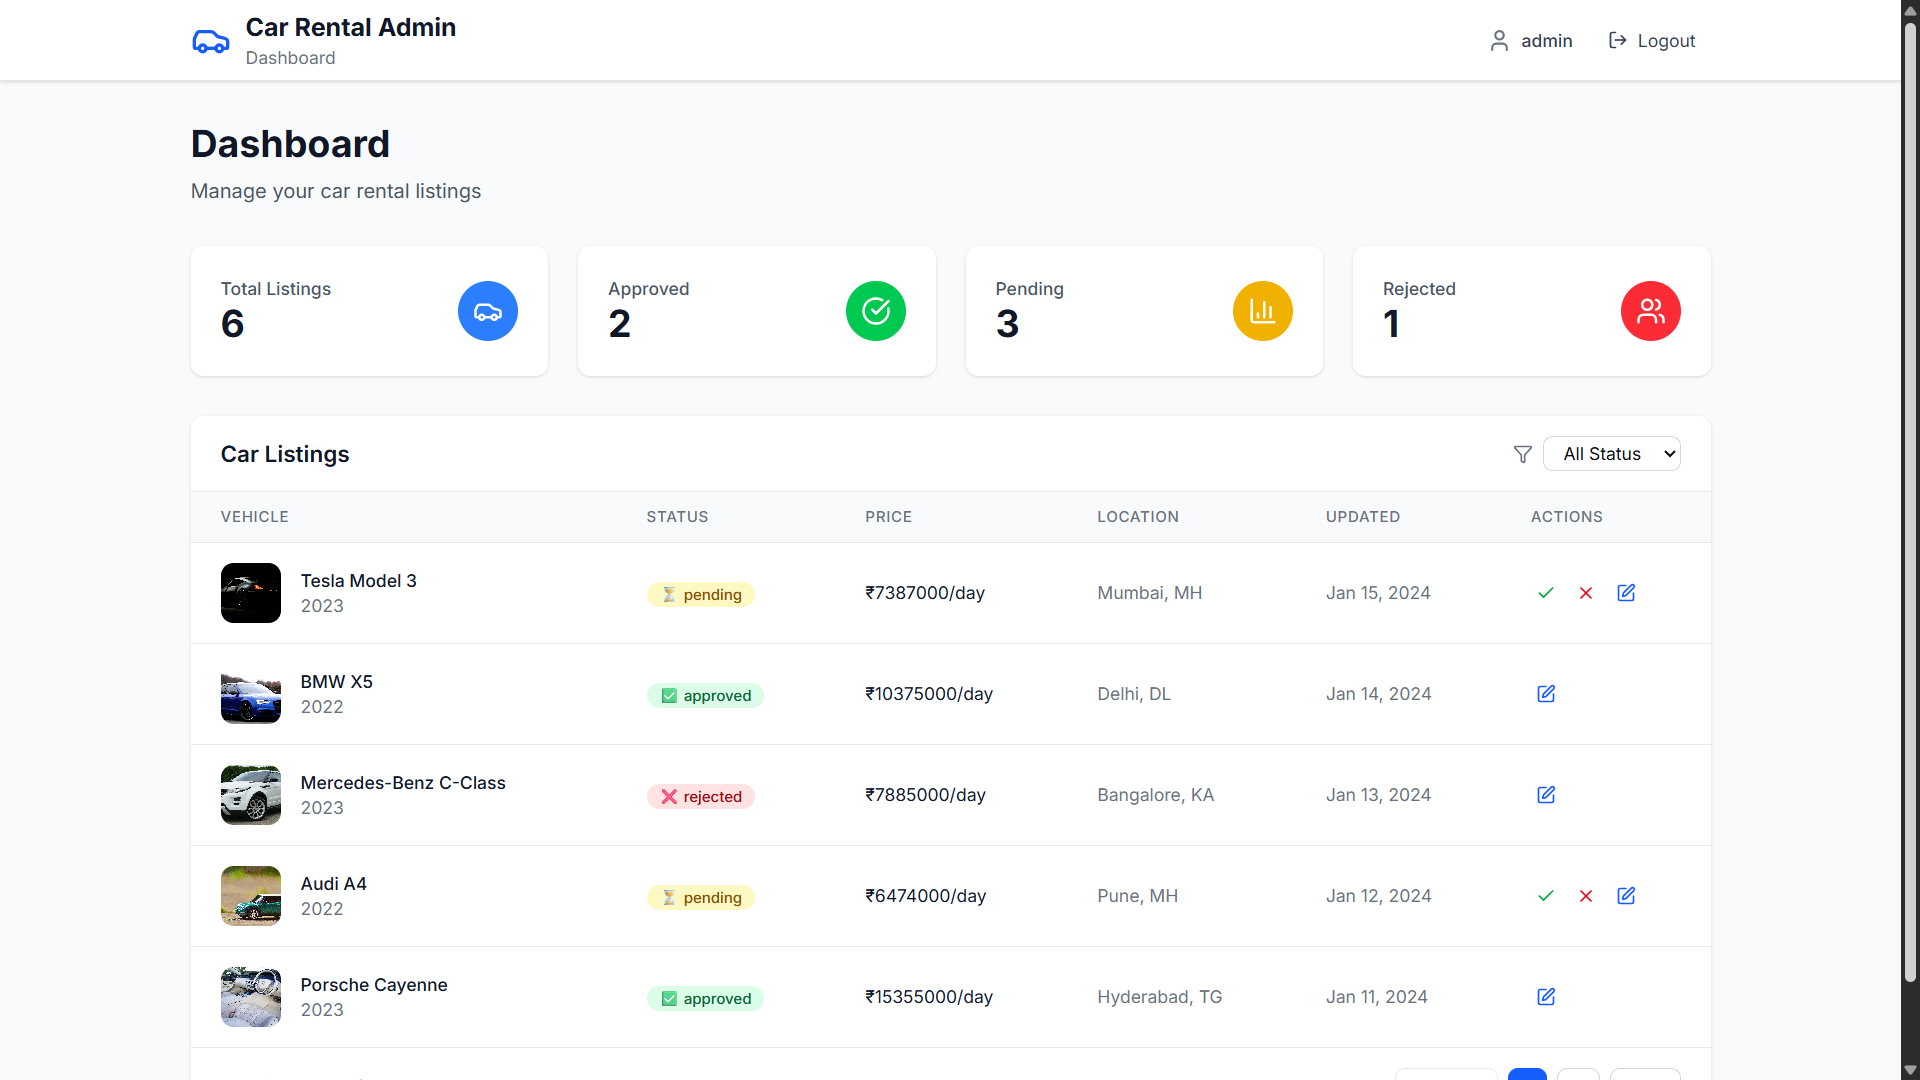 Car Rental Admin
Dashboard
admin
Logout
Dashboard
Manage your car rental listings
Total Listings
6
Approved
2
Pending
3
Rejected
1
Car Listings
All Status
VEHICLE STATUS PRICE LOCATION UPDATED ACTIONS
Tesla Model 3
2023
pending
₹7387000/day
Mumbai, MH
Jan 15, 2024
BMW X5
2022
approved
₹10375000/day
Delhi, DL
Jan 14, 2024
Mercedes-Benz C-Class
2023
rejected
₹7885000/day
Bangalore, KA
Jan 13, 2024
Audi A4
2022
pending
₹6474000/day
Pune, MH
Jan 12, 2024
Porsche Cayenne
2023
approved
₹15355000/day
Hyderabad, TG
Jan 11, 2024